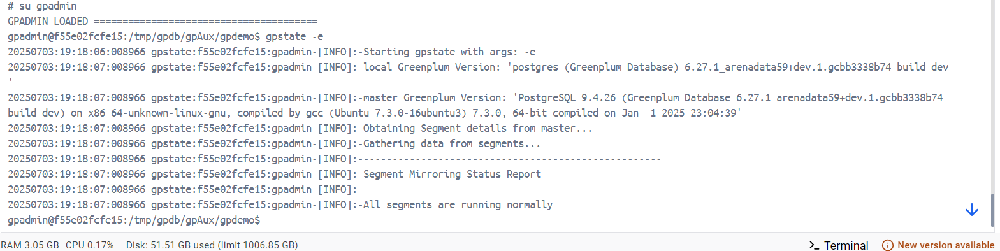 # su gpadmin
GPADMIN LOADED =======================================
gpadmin@f55e02fcfe15:/tmp/gpdb/gpAux/gpdemo$ gpstate -e
20250703:19:18:06:008966 gpstate:f55e02fcfe15:gpadmin-[INFO]:-Starting gpstate with args: -e
20250703:19:18:07:008966 gpstate:f55e02fcfe15:gpadmin-[INFO]:-local Greenplum Version: 'postgres (Greenplum Database) 6.27.1_arenadata59+dev.1.gcbb3338b74 build dev
'
20250703:19:18:07:008966 gpstate:f55e02fcfe15:gpadmin-[INFO]:-master Greenplum Version: 'PostgreSQL 9.4.26 (Greenplum Database 6.27.1_arenadata59+dev.1.gcbb3338b74
build dev) on x86_64-unknown-linux-gnu, compiled by gcc (Ubuntu 7.3.0-16ubuntu3) 7.3.0, 64-bit compiled on Jan  1 2025 23:04:39'
20250703:19:18:07:008966 gpstate:f55e02fcfe15:gpadmin-[INFO]:-Obtaining Segment details from master...
20250703:19:18:07:008966 gpstate:f55e02fcfe15:gpadmin-[INFO]:-Gathering data from segments...
20250703:19:18:07:008966 gpstate:f55e02fcfe15:gpadmin-[INFO]:-----------------------------------------------------
20250703:19:18:07:008966 gpstate:f55e02fcfe15:gpadmin-[INFO]:-Segment Mirroring Status Report
20250703:19:18:07:008966 gpstate:f55e02fcfe15:gpadmin-[INFO]:-----------------------------------------------------
20250703:19:18:07:008966 gpstate:f55e02fcfe15:gpadmin-[INFO]:-All segments are running normally
gpadmin@f55e02fcfe15:/tmp/gpdb/gpAux/gpdemo$
RAM 3.05 GB CPU 0.17% Disk: 51.51 GB used (limit 1006.85 GB) Terminal New version available